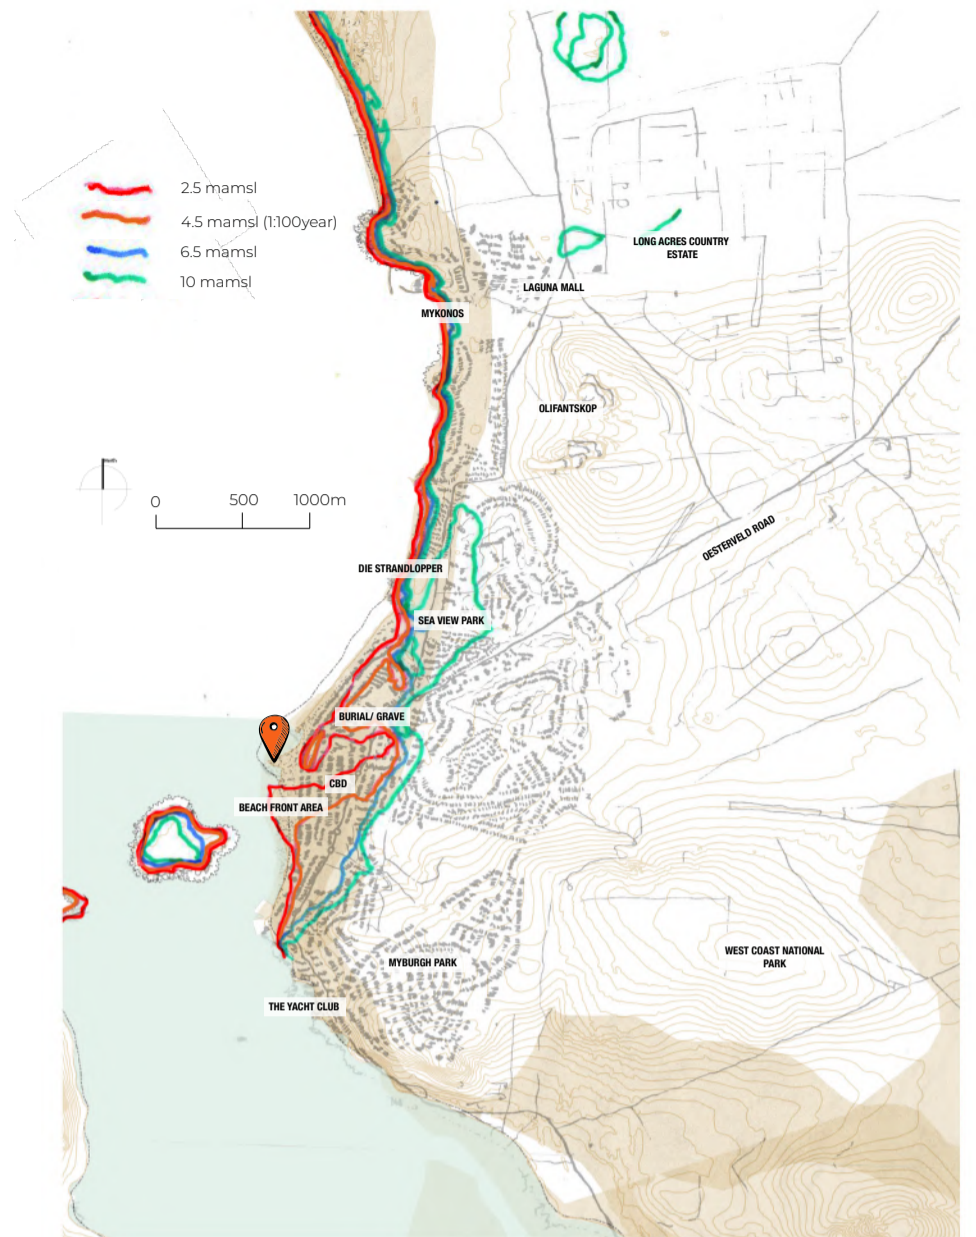 2.5 mamsl
4.5 mamsl (1:100year)
6.5 mamsl
10 mamsl
LONG ACRES COUNTRY
ESTATE
LAGUNA MALL
MYKONOS
OLIFANTSKOP
0 500 1000m
OESTERVELD ROAD
DIE STRANDLOPPER
SEA VIEW PARK
BURIAL/ GRAVE
CBD
BEACH FRONT AREA
WEST COAST NATIONAL
PARK
MYBURGH PARK
THE YACHT CLUB